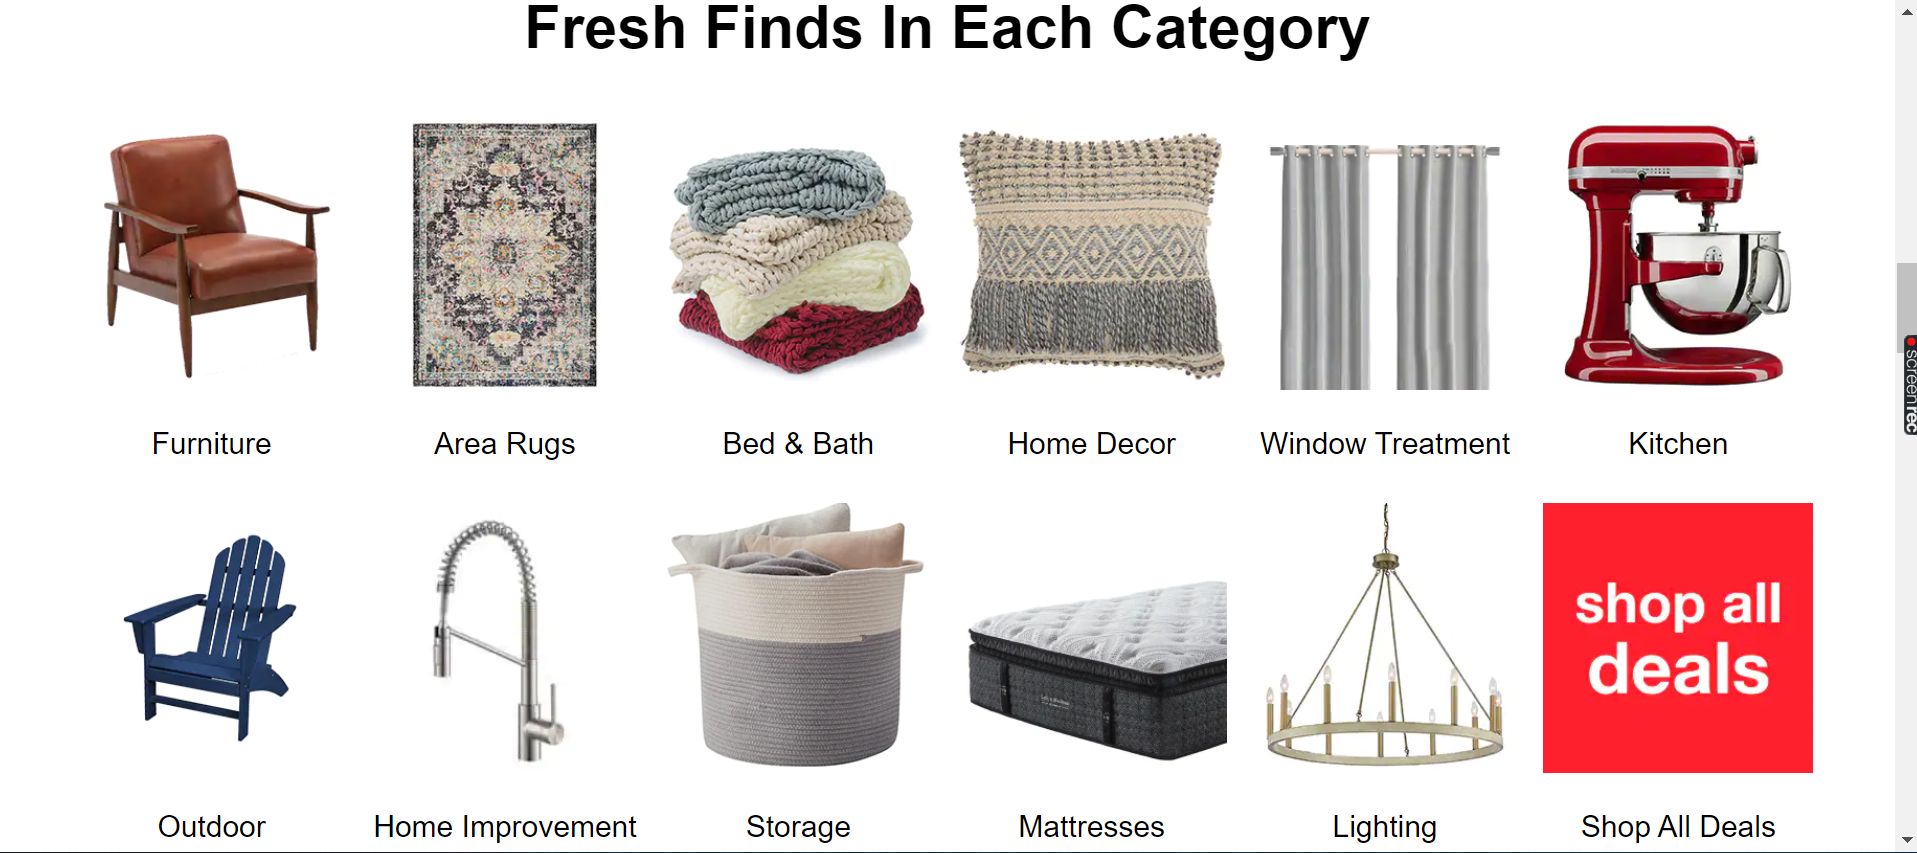 Fresh Finds In Each Category
Furniture
Area Rugs
Bed & Bath
Home Decor
Window Treatment
Kitchen
shop all
deals
Outdoor
Home Improvement
Storage
Mattresses
Lighting
Shop All Deals
screenrec